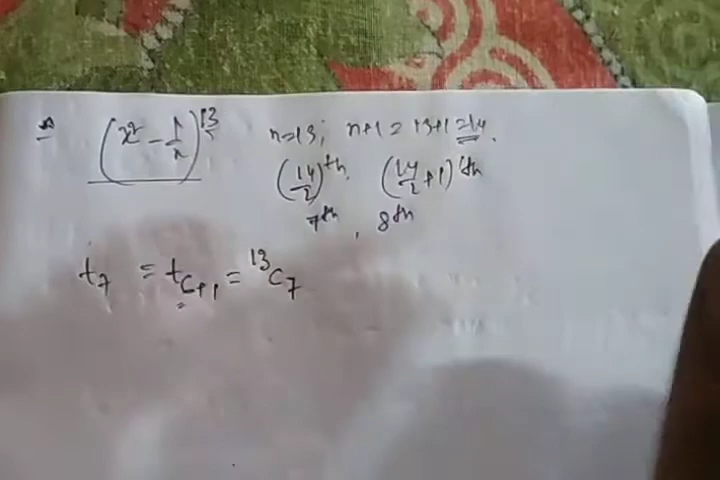 (x² - 1/x)^13 n=13; n+1 = 13+1 = 14.
(14/2)^th. (14/2 + 1)^th
7th, 8th
t₇ = t₆₊₁ = ¹³C₇